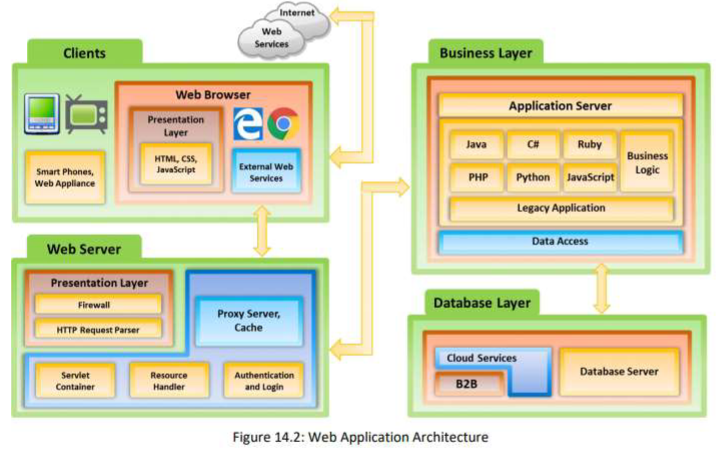 Internet
Web
Services
Clients
Web Browser
Presentation
Layer
HTML, CSS,
JavaScript
External Web
Services
Smart Phones,
Web Appliance
Web Server
Presentation Layer
Firewall
HTTP Request Parser
Proxy Server,
Cache
Servlet
Container
Resource
Handler
Authentication
and Login
Business Layer
Application Server
Java
C#
Ruby
PHP
Python
JavaScript
Business
Logic
Legacy Application
Data Access
Database Layer
Cloud Services
B2B
Database Server
Figure 14.2: Web Application Architecture